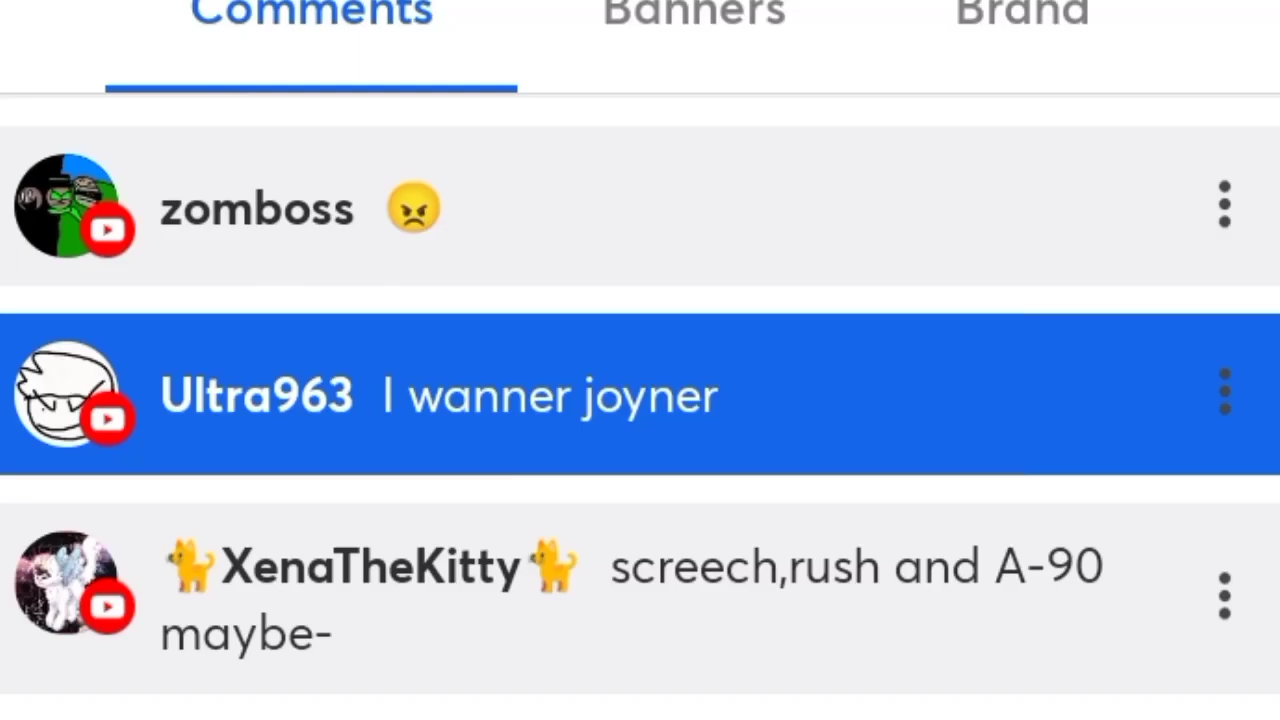 Comments Banners Brand
zomboss 😠
Ultra963 I wanner joyner
🐈XenaTheKitty🐈 screech,rush and A-90
maybe-